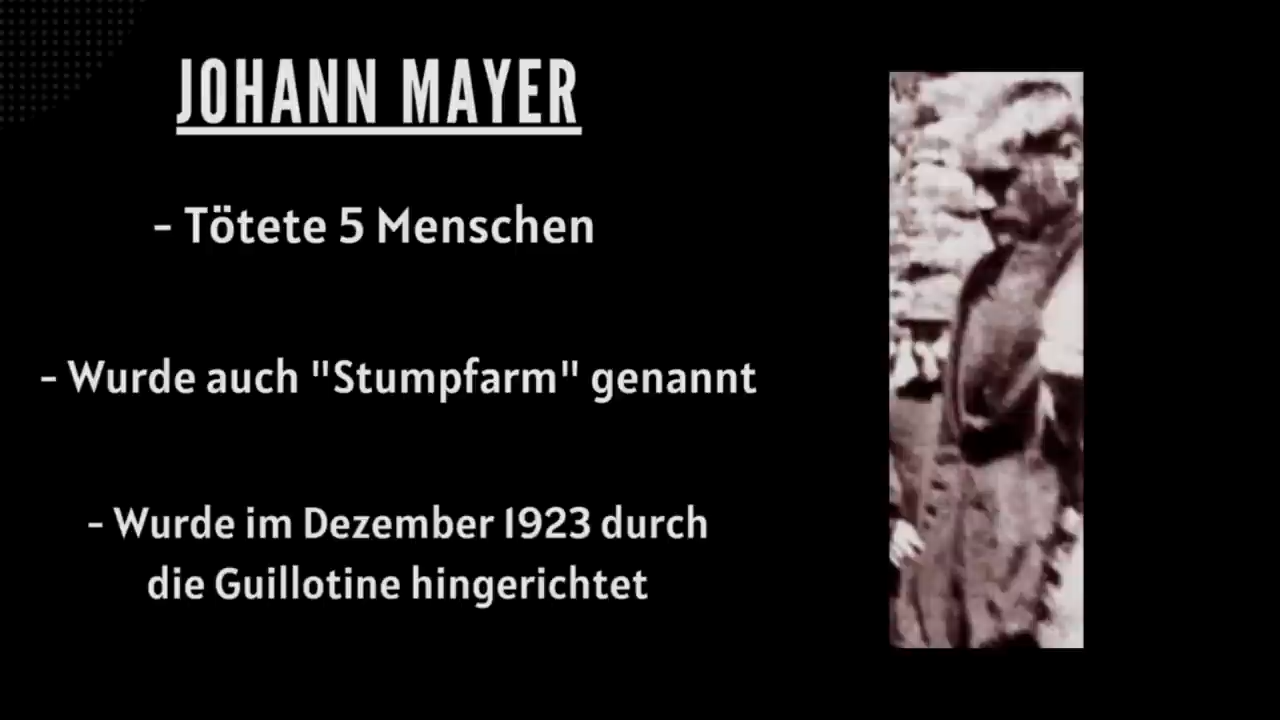 JOHANN MAYER
- Tötete 5 Menschen
- Wurde auch "Stumpfarm" genannt
- Wurde im Dezember 1923 durch
die Guillotine hingerichtet